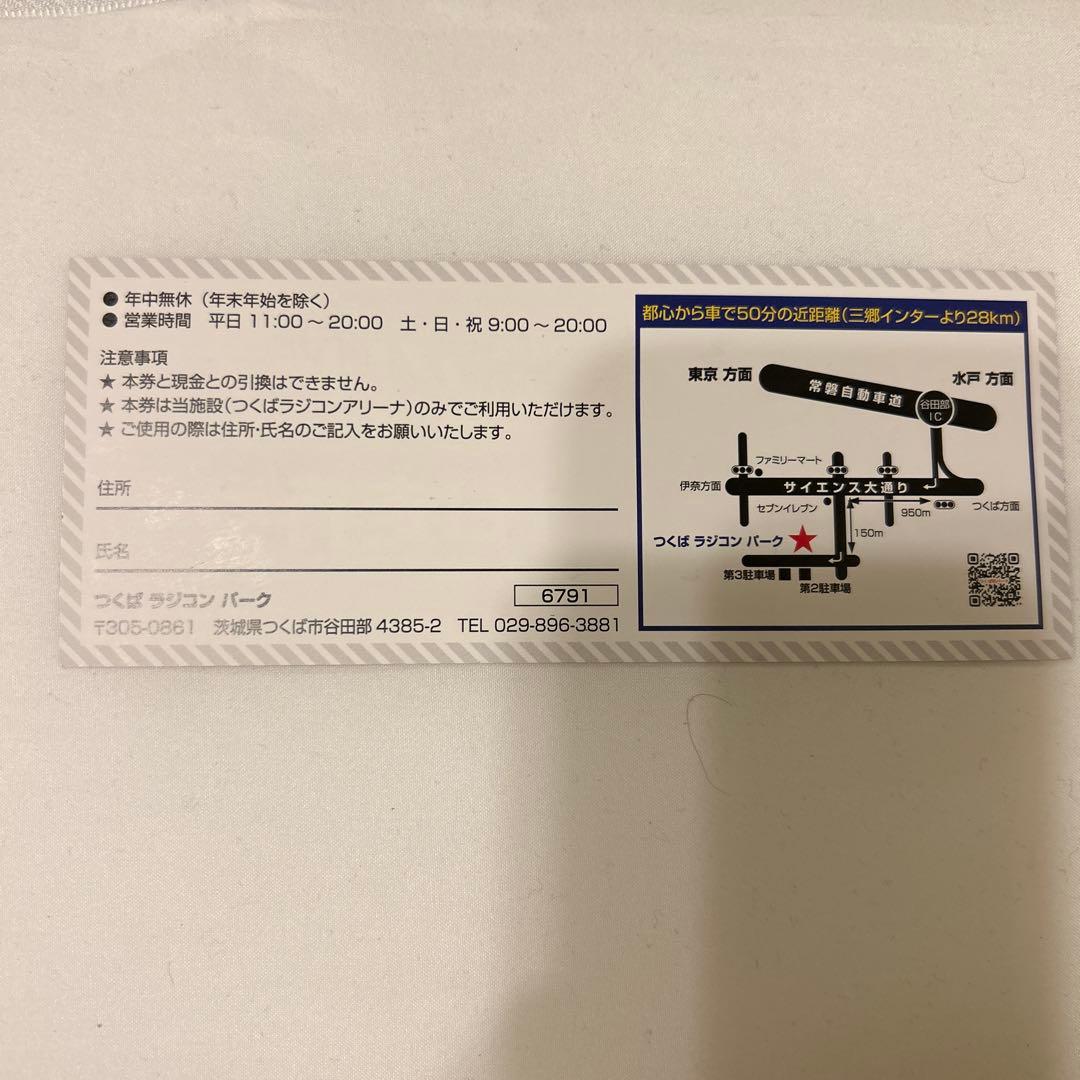 ● 年中無休（年末年始を除く）
● 営業時間　平日 11:00～20:00　土・日・祝 9:00～20:00
注意事項
★ 本券と現金との引換はできません。
★ 本券は当施設（つくばラジコンアリーナ）のみでご利用いただけます。
★ ご使用の際は住所・氏名のご記入をお願いいたします。
住所
氏名
つくば ラジコン パーク
6791
〒305-0861　茨城県つくば市谷田部 4385-2　TEL 029-896-3881
都心から車で50分の近距離（三郷インターより28km）
東京 方面
水戸 方面
常磐自動車道
谷田部
IC
ファミリーマート
伊奈方面
サイエンス大通り
セブンイレブン
950m
つくば方面
150m
つくば ラジコン パーク
第3駐車場
第2駐車場